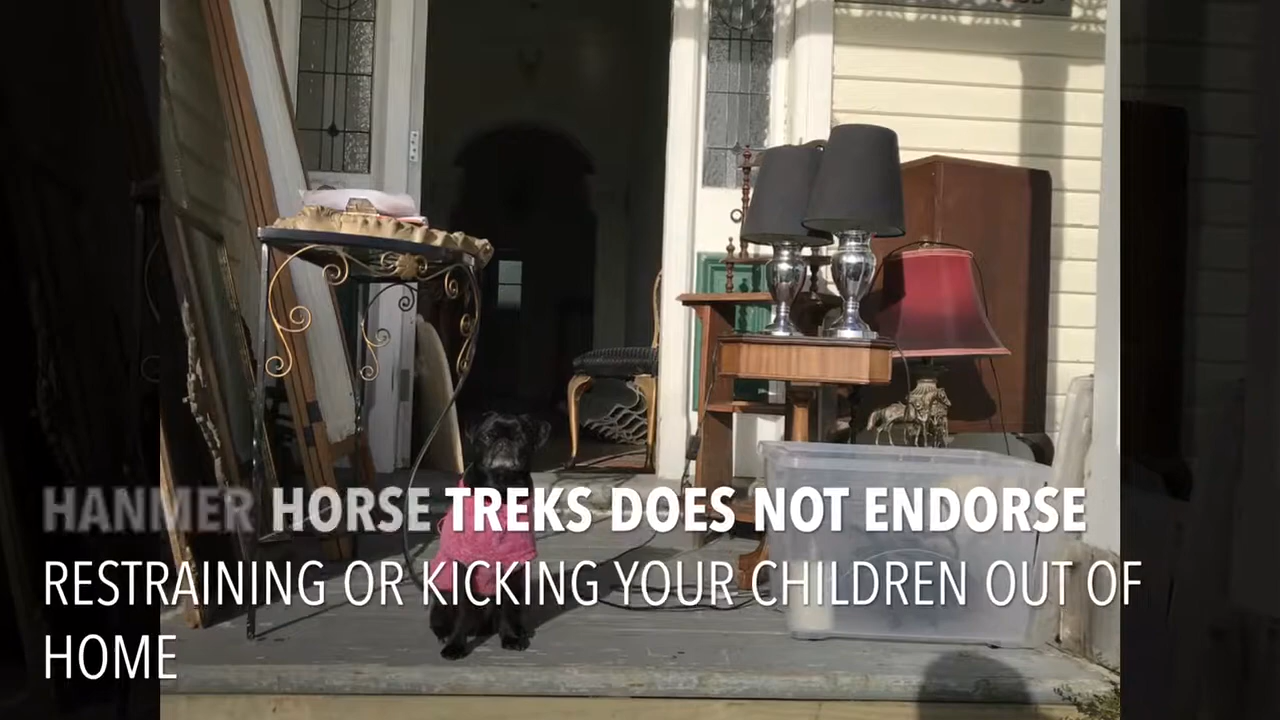 HANMER HORSE TREKS DOES NOT ENDORSE
RESTRAINING OR KICKING YOUR CHILDREN OUT OF
HOME